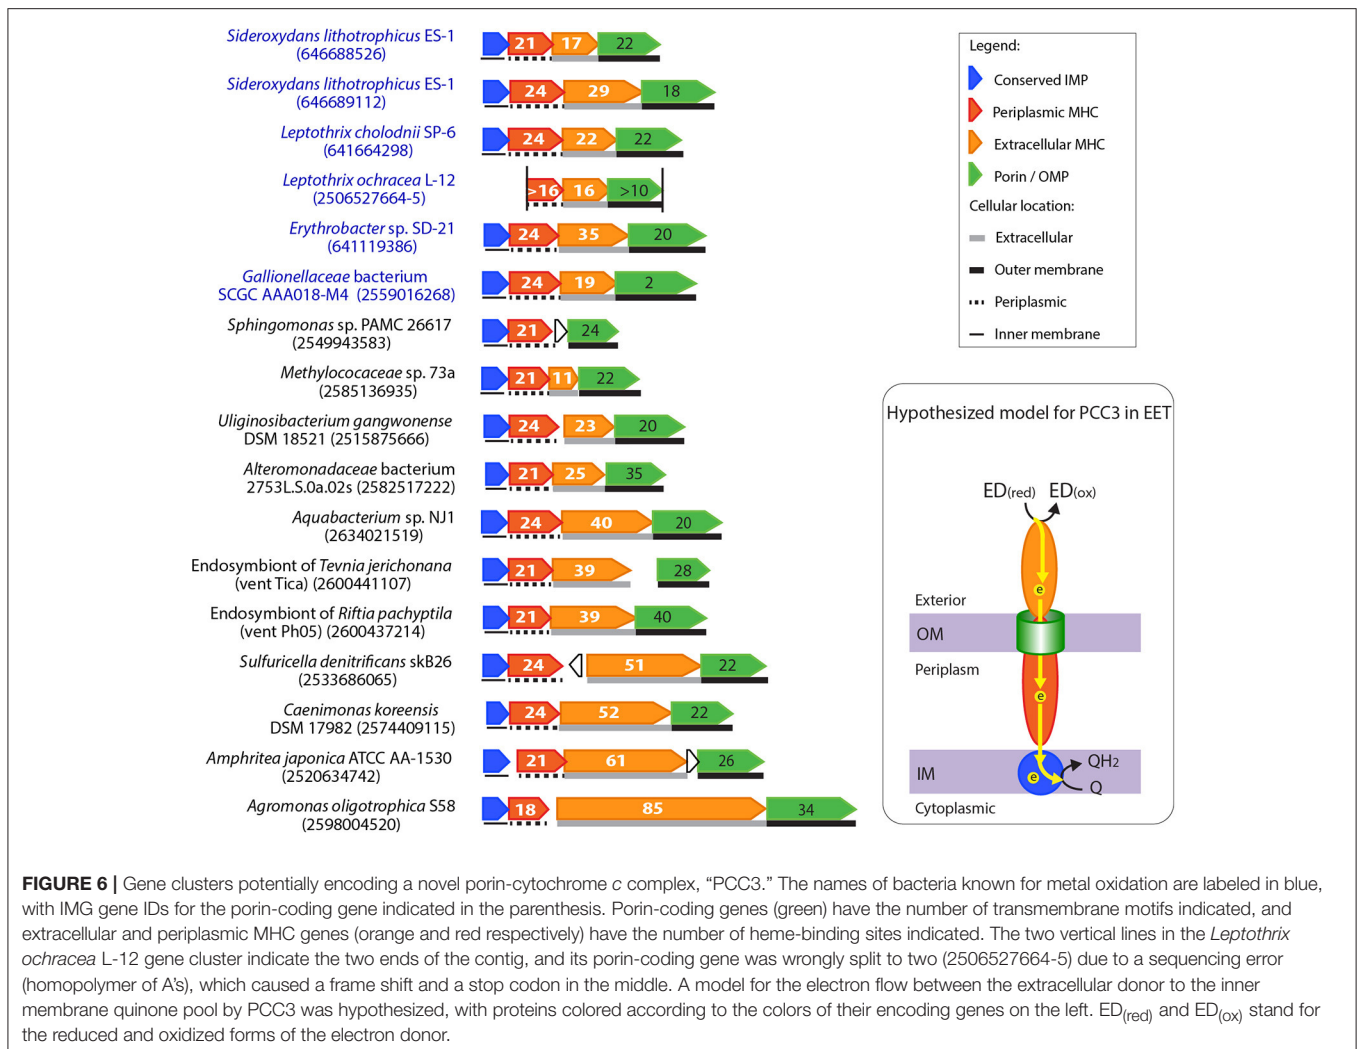 Sideroxydans lithotrophicus ES-1
(646688526)
21 17 22
Sideroxydans lithotrophicus ES-1
(646689112)
24 29 18
Leptothrix cholodnii SP-6
(641664298)
24 22 22
Leptothrix ochracea L-12
(2506527664-5)
>16 16 >10
Erythrobacter sp. SD-21
(641119386)
24 35 20
Gallionellaceae bacterium
SCGC AAA018-M4 (2559016268)
24 19 2
Sphingomonas sp. PAMC 26617
(2549943583)
21 24
Methylococaceae sp. 73a
(2585136935)
21 11 22
Uliginosibacterium gangwonense
DSM 18521 (2515875666)
24 23 20
Alteromonadaceae bacterium
2753L.S.0a.02s (2582517222)
21 25 35
Aquabacterium sp. NJ1
(2634021519)
24 40 20
Endosymbiont of Tevnia jerichonana
(vent Tica) (2600441107)
21 39 28
Endosymbiont of Riftia pachyptila
(vent Ph05) (2600437214)
21 39 40
Sulfuricella denitrificans skB26
(2533686065)
24 51 22
Caenimonas koreensis
DSM 17982 (2574409115)
24 52 22
Amphritea japonica ATCC AA-1530
(2520634742)
21 61 26
Agromonas oligotrophica S58
(2598004520)
18 85 34
Legend:
Conserved IMP
Periplasmic MHC
Extracellular MHC
Porin / OMP
Cellular location:
Extracellular
Outer membrane
Periplasmic
Inner membrane
Hypothesized model for PCC3 in EET
ED(red) ED(ox)
e
Exterior
OM
Periplasm
e
IM
e
QH2
Q
Cytoplasmic
FIGURE 6 | Gene clusters potentially encoding a novel porin-cytochrome c complex, “PCC3.” The names of bacteria known for metal oxidation are labeled in blue,
with IMG gene IDs for the porin-coding gene indicated in the parenthesis. Porin-coding genes (green) have the number of transmembrane motifs indicated, and
extracellular and periplasmic MHC genes (orange and red respectively) have the number of heme-binding sites indicated. The two vertical lines in the Leptothrix
ochracea L-12 gene cluster indicate the two ends of the contig, and its porin-coding gene was wrongly split to two (2506527664-5) due to a sequencing error
(homopolymer of A’s), which caused a frame shift and a stop codon in the middle. A model for the electron flow between the extracellular donor to the inner
membrane quinone pool by PCC3 was hypothesized, with proteins colored according to the colors of their encoding genes on the left. ED(red) and ED(ox) stand for
the reduced and oxidized forms of the electron donor.